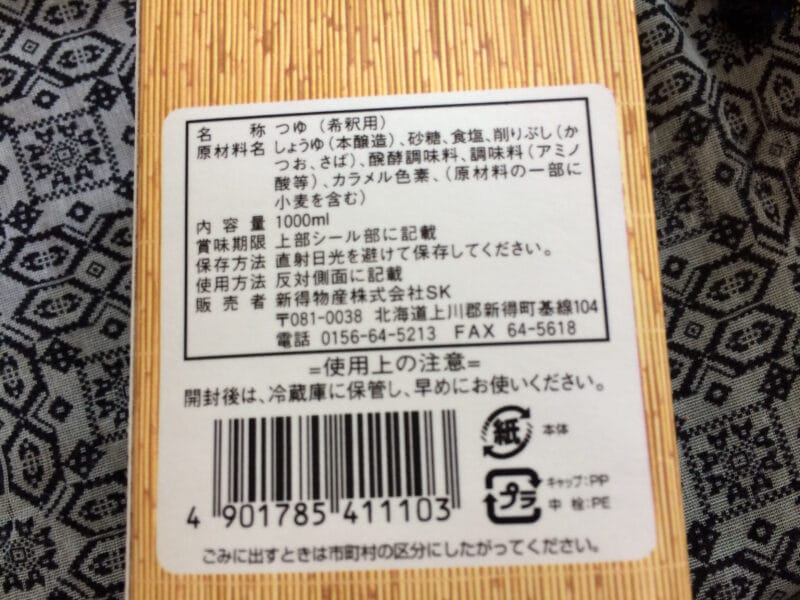 名称 つゆ（希釈用）
原材料名 しょうゆ（本醸造）、砂糖、食塩、削りぶし（か
つお、さば）、醗酵調味料、調味料（アミノ
酸等）、カラメル色素、（原材料の一部に
小麦を含む）
内容量 1000ml
賞味期限 上部シール部に記載
保存方法 直射日光を避けて保存してください。
使用方法 反対側面に記載
販売者 新得物産株式会社SK
〒081-0038 北海道上川郡新得町基線104
電話 0156-64-5213 FAX 64-5618
=使用上の注意=
開封後は、冷蔵庫に保管し、早めにお使いください。
紙 本体
プラ キャップ:PP
中栓:PE
4 901785 411103
ごみに出すときは市町村の区分にしたがってください。